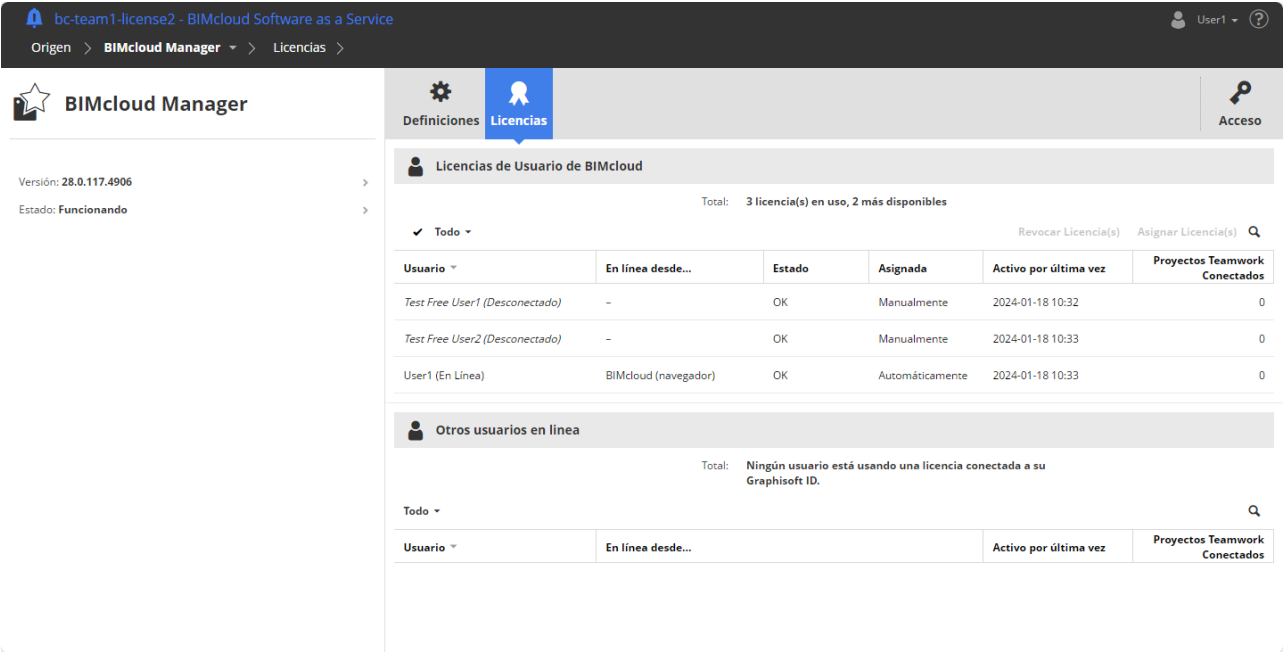 bc-team1-license2 - BIMcloud Software as a Service
User1
?
Origen > BIMcloud Manager > Licencias >
BIMcloud Manager
Versión: 28.0.117.4906
Estado: Funcionando
Definiciones
Licencias
Acceso
Licencias de Usuario de BIMcloud
Total: 3 licencia(s) en uso, 2 más disponibles
Todo
Revocar Licencia(s) Asignar Licencia(s)
Usuario En línea desde... Estado Asignada Activo por última vez Proyectos Teamwork
Conectados
Test Free User1 (Desconectado) – OK Manualmente 2024-01-18 10:32 0
Test Free User2 (Desconectado) – OK Manualmente 2024-01-18 10:33 0
User1 (En Línea) BIMcloud (navegador) OK Automáticamente 2024-01-18 10:33 0
Otros usuarios en linea
Total: Ningún usuario está usando una licencia conectada a su
Graphisoft ID.
Todo
Usuario En línea desde... Activo por última vez Proyectos Teamwork
Conectados